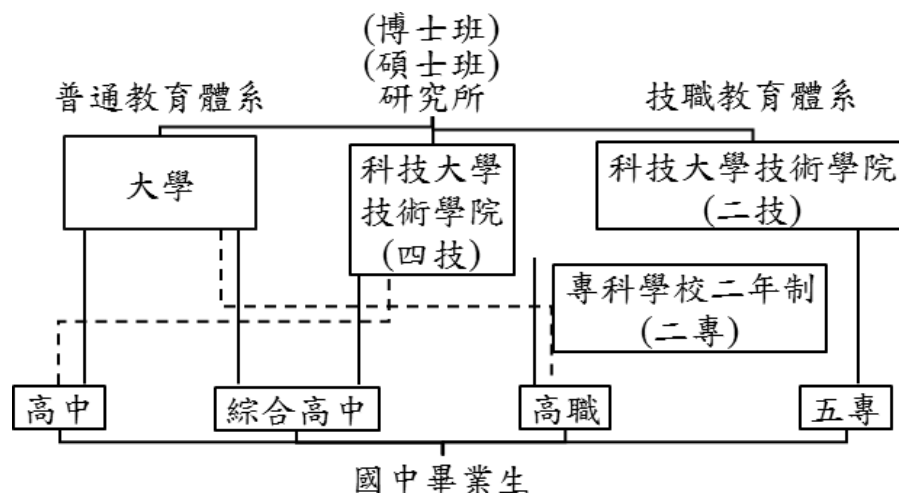 (博士班)
(碩士班)
普通教育體系 研究所 技職教育體系
大學
科技大學
技術學院
(四技)
科技大學技術學院
(二技)
專科學校二年制
(二專)
高中 綜合高中 高職 五專
國中畢業生